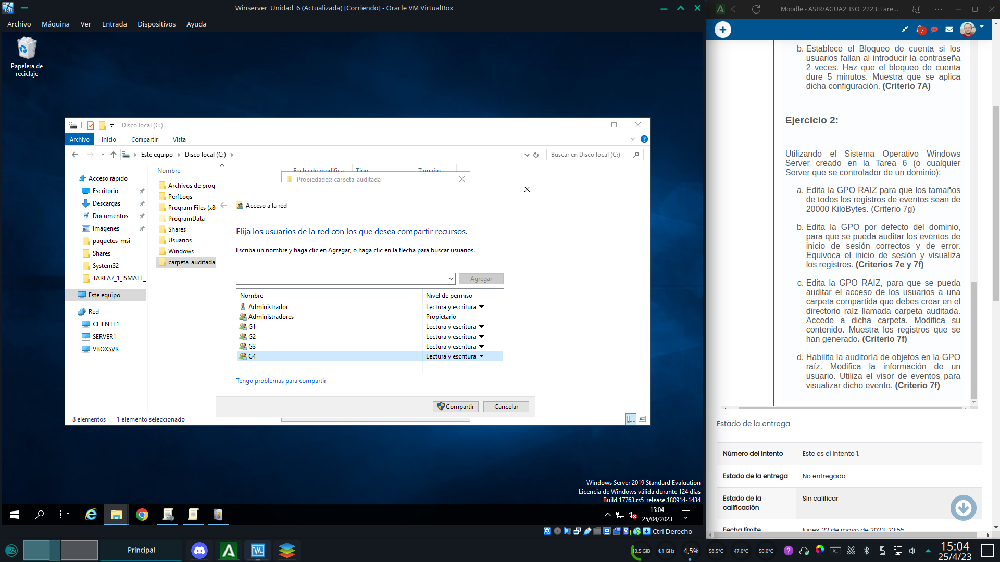 Winserver_Unidad_6 (Actualizada) [Corriendo] - Oracle VM VirtualBox
Archivo Máquina Ver Entrada Dispositivos Ayuda
Papelera de
reciclaje
Disco local (C:)
Archivo Inicio Compartir Vista
Este equipo Disco local (C:)
Buscar en Disco local (C:)
Acceso rápido
Escritorio
Descargas
Documentos
Imágenes
paquetes_msi
Shares
System32
TAREA7_1_ISMAEL_
Este equipo
Red
CLIENTE1
SERVER1
VBOXSVR
Nombre Fecha de modifica... Tipo Tamaño
Archivos de prog
PerfLogs
Program Files (x8
ProgramData
Shares
Usuarios
Windows
carpeta_auditada
Propiedades: carpeta_auditada
Acceso a la red
Elija los usuarios de la red con los que desea compartir recursos.
Escriba un nombre y haga clic en Agregar, o haga clic en la flecha para buscar usuarios.
Agregar
Nombre Nivel de permiso
Administrador Lectura y escritura
Administradores Propietario
G1 Lectura y escritura
G2 Lectura y escritura
G3 Lectura y escritura
G4 Lectura y escritura
Tengo problemas para compartir
Compartir Cancelar
8 elementos 1 elemento seleccionado
Windows Server 2019 Standard Evaluation
Licencia de Windows válida durante 124 días
Build 17763.rs5_release.180914-1434
15:04
25/04/2023
Ctrl Derecho
Moodle - ASIR/AGUA2_ISO_2223: Tare...
7
b. Establece el Bloqueo de cuenta si los
usuarios fallan al introducir la contraseña
2 veces. Haz que el bloqueo de cuenta
dure 5 minutos. Muestra que se aplica
dicha configuración. (Criterio 7A)
Ejercicio 2:
Utilizando el Sistema Operativo Windows
Server creado en la Tarea 6 (o cualquier
Server que se controlador de un dominio):
a. Edita la GPO RAIZ para que los tamaños
de todos los registros de eventos sean de
20000 KiloBytes. (Criterio 7g)
b. Edita la GPO por defecto del dominio,
para que se pueda auditar los eventos de
inicio de sesión correctos y de error.
Equivoca el inicio de sesión y visualiza
los registros. (Criterios 7e y 7f)
c. Edita la GPO RAIZ, para que se pueda
auditar el acceso de los usuarios a una
carpeta compartida que debes crear en el
directorio raíz llamada carpeta auditada.
Accede a dicha carpeta. Modifica su
contenido. Muestra los registros que se
han generado. (Criterio 7f)
d. Habilita la auditoría de objetos en la GPO
raíz. Modifica la información de un
usuario. Utiliza el visor de eventos para
visualizar dicho evento. (Criterio 7f)
Estado de la entrega
Número del intento Este es el intento 1.
Estado de la entrega No entregado
Estado de la
calificación Sin calificar
Fecha límite lunes, 22 de mayo de 2023, 23:55
Principal
10,5 GiB 4,1 GHz 4,5% 58,5°C 47,0°C 50,0°C
15:04
25/4/23